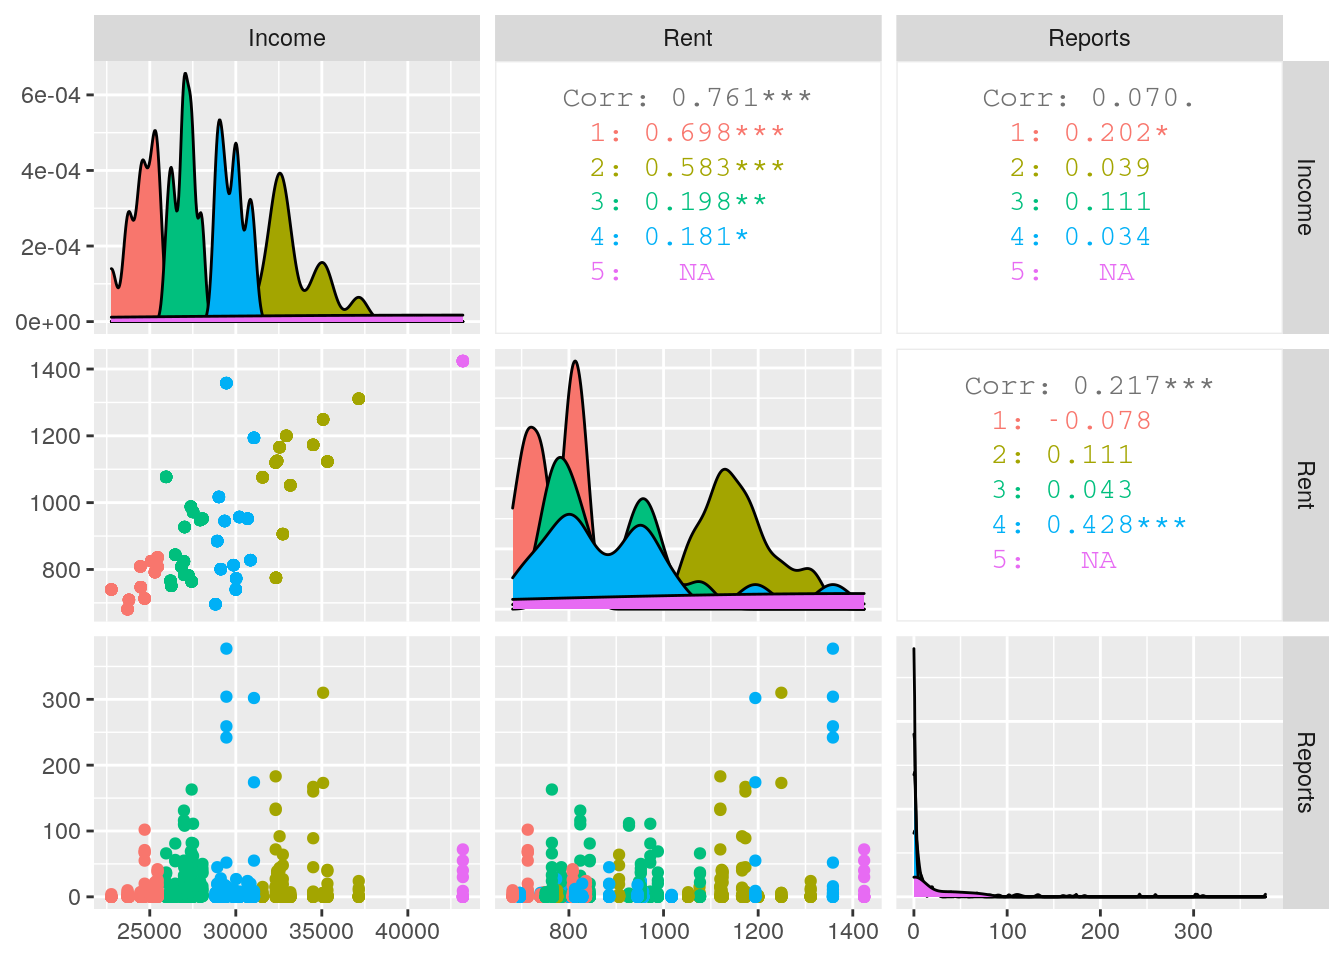 Income
Rent
Reports
6e-04
4e-04
2e-04
0e+00
Corr: 0.761***
1: 0.698***
2: 0.583***
3: 0.198**
4: 0.181*
5: NA
Corr: 0.070.
1: 0.202*
2: 0.039
3: 0.111
4: 0.034
5: NA
Income
1400
1200
1000
800
Corr: 0.217***
1: -0.078
2: 0.111
3: 0.043
4: 0.428***
5: NA
Rent
300
200
100
0
Reports
25000 30000 35000 40000
800 1000 1200 1400
0 100 200 300